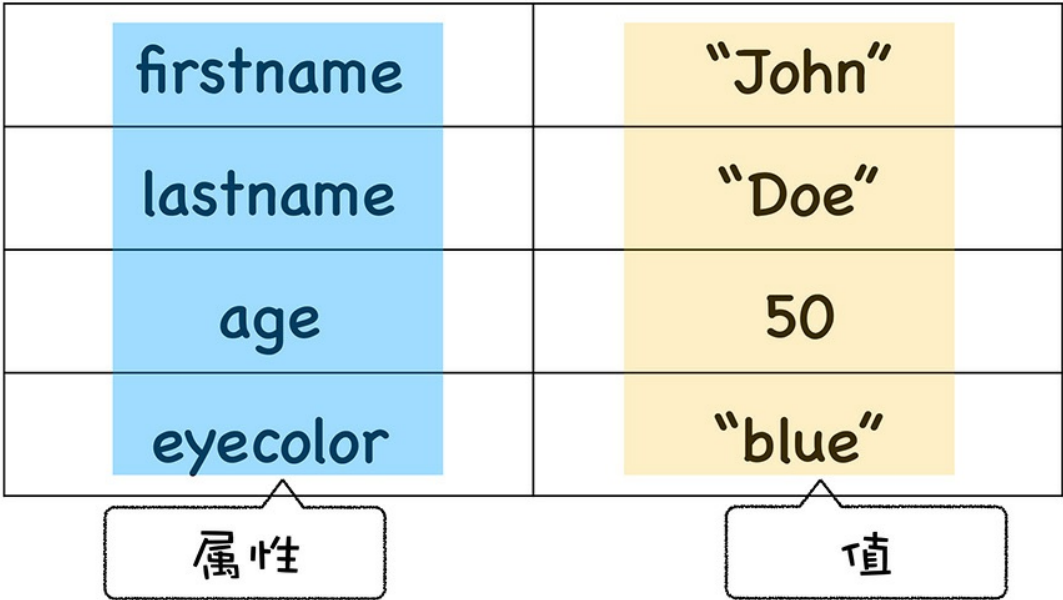 firstname “John”
lastname “Doe”
age 50
eyecolor “blue”
属性 值